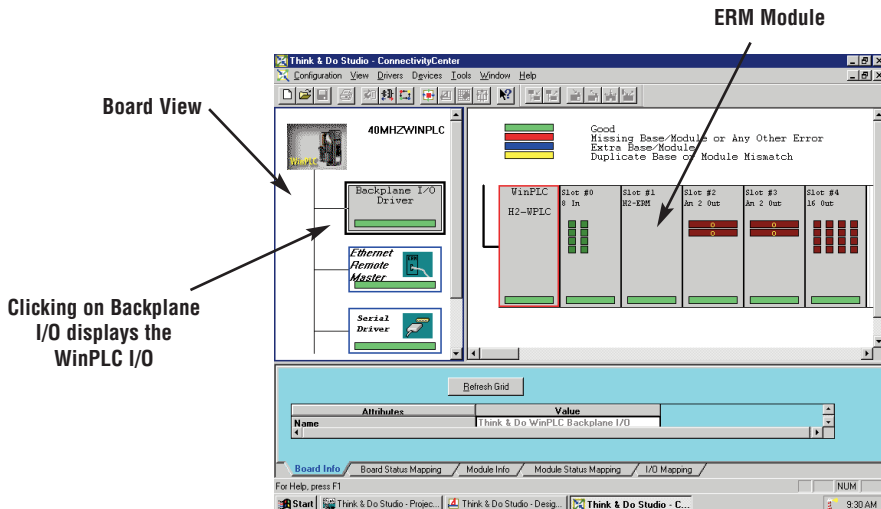 ERM Module
Board View
Clicking on Backplane
I/O displays the
WinPLC I/O
Think & Do Studio - ConnectivityCenter
Configuration View Drivers Devices Tools Window Help
WinPLC
40MHZWINPLC
Backplane I/O
Driver
Ethernet
Remote
Master
Serial
Driver
Good
Missing Base/Module or Any Other Error
Extra Base/Module
Duplicate Base or Module Mismatch
WinPLC
H2-WPLC
Slot #0
8 In
Slot #1
H2-ERM
Slot #2
An 2 Out
Slot #3
An 2 Out
Slot #4
16 Out
Refresh Grid
Attributes Value
Name Think & Do WinPLC Backplane I/O
Board Info Board Status Mapping Module Info Module Status Mapping I/O Mapping
For Help, press F1 NUM
Start Think & Do Studio - Projec... Think & Do Studio - Desig... Think & Do Studio - C... 9:30 AM